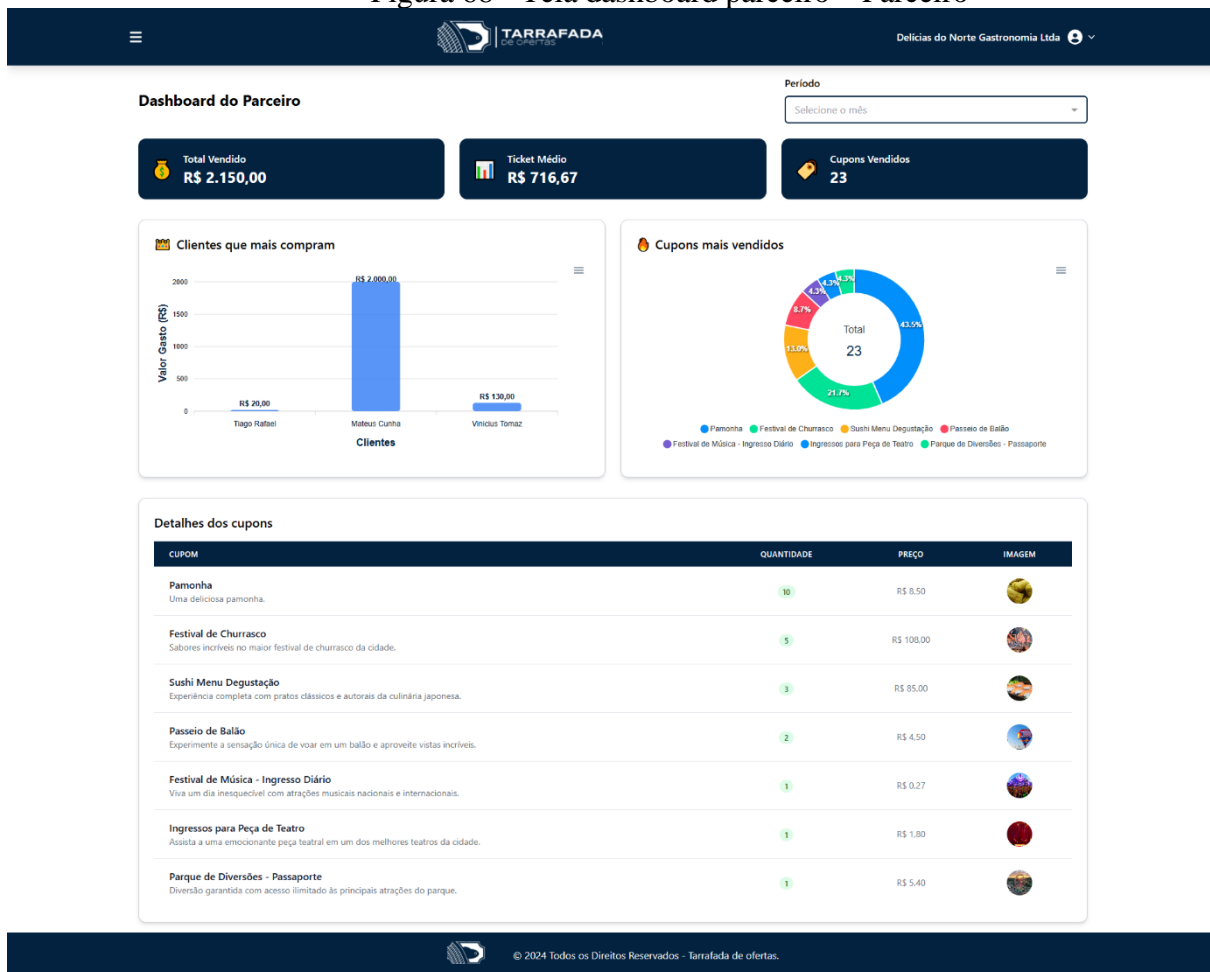 Figura 68 - Tela dashboard parceiro - Parceiro
TARRAFADA
DE OFERTAS
Delícias do Norte Gastronomia Ltda
Dashboard do Parceiro
Período
Selecione o mês
Total Vendido
R$ 2.150,00
Ticket Médio
R$ 716,67
Cupons Vendidos
23
Clientes que mais compram
Valor Gasto (R$)
2000
1500
1000
500
0
R$ 20,00
R$ 2.000,00
R$ 130,00
Tiago Rafael
Mateus Cunha
Vinicius Tomaz
Clientes
Cupons mais vendidos
4.3%
4.3%
4.3%
8.7%
13.0%
21.7%
43.5%
Total
23
Pamonha Festival de Churrasco Sushi Menu Degustação Passeio de Balão
Festival de Música - Ingresso Diário Ingressos para Peça de Teatro Parque de Diversões - Passaporte
Detalhes dos cupons
CUPOM QUANTIDADE PREÇO IMAGEM
Pamonha
Uma deliciosa pamonha.
10 R$ 8,50
Festival de Churrasco
Sabores incríveis no maior festival de churrasco da cidade.
5 R$ 108,00
Sushi Menu Degustação
Experiência completa com pratos clássicos e autorais da culinária japonesa.
3 R$ 85,00
Passeio de Balão
Experimente a sensação única de voar em um balão e aproveite vistas incríveis.
2 R$ 4,50
Festival de Música - Ingresso Diário
Viva um dia inesquecível com atrações musicais nacionais e internacionais.
1 R$ 0,27
Ingressos para Peça de Teatro
Assista a uma emocionante peça teatral em um dos melhores teatros da cidade.
1 R$ 1,80
Parque de Diversões - Passaporte
Diversão garantida com acesso ilimitado às principais atrações do parque.
1 R$ 5,40
© 2024 Todos os Direitos Reservados - Tarrafada de ofertas.